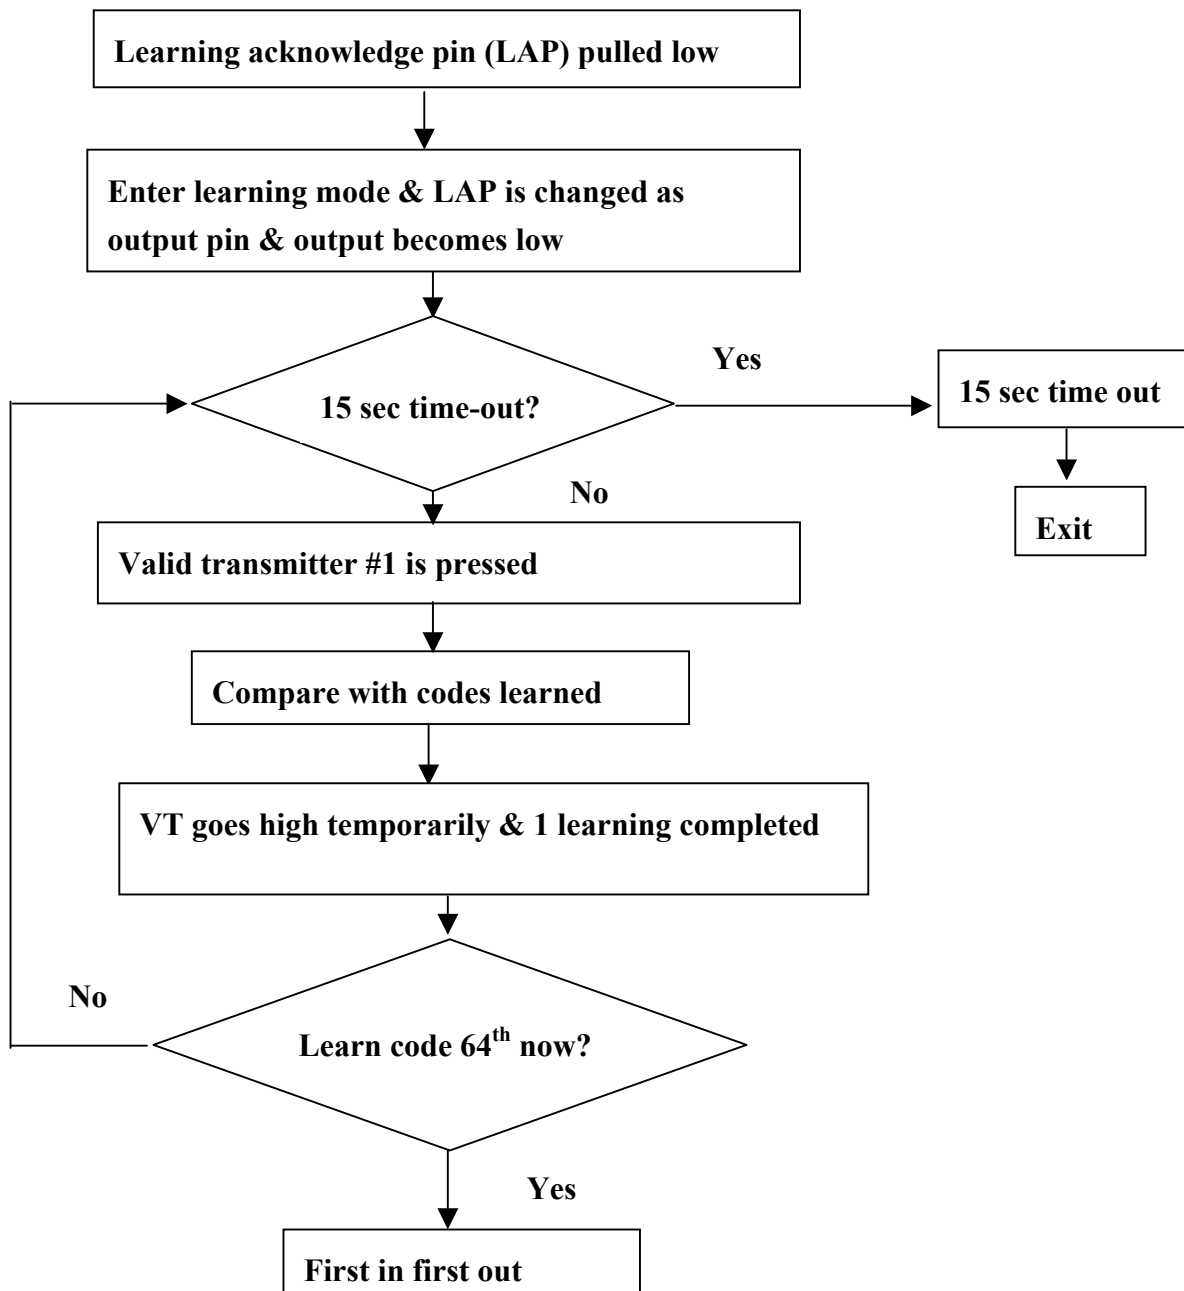 Learning acknowledge pin (LAP) pulled low
Enter learning mode & LAP is changed as
output pin & output becomes low
Yes
15 sec time-out?
15 sec time out
No
Exit
Valid transmitter #1 is pressed
Compare with codes learned
VT goes high temporarily & 1 learning completed
No
Learn code 64th now?
Yes
First in first out